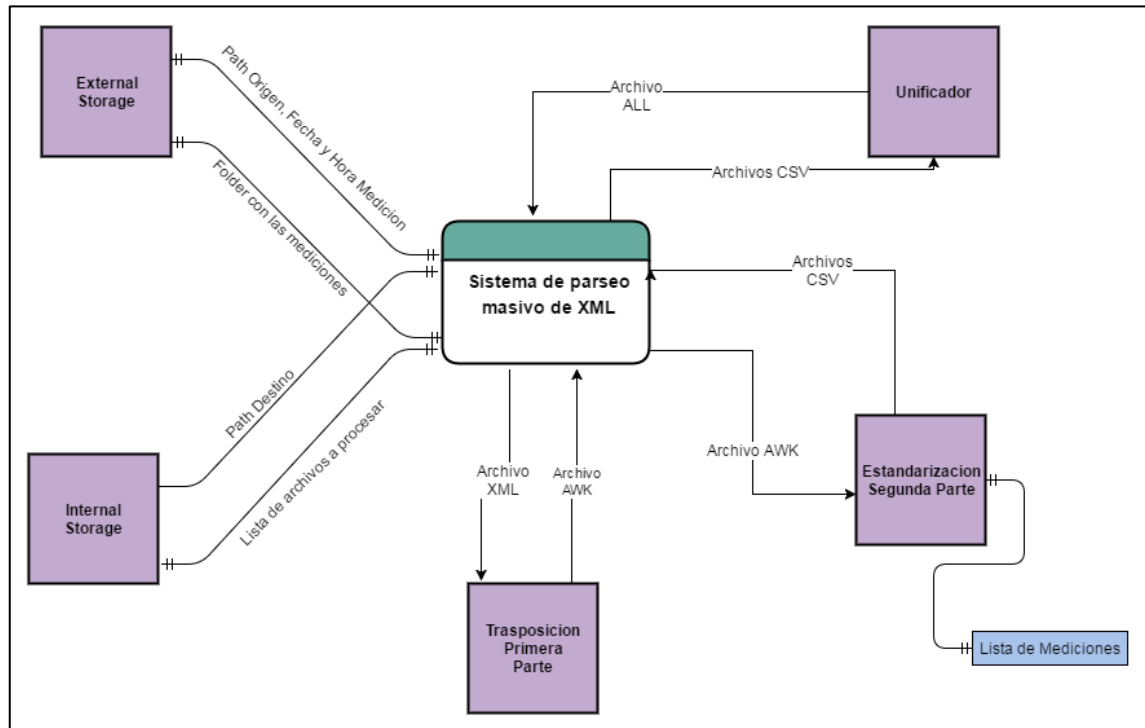 External
Storage
Path Origen, Fecha y Hora Medicion
Folder con las mediciones
Archivo
ALL
Unificador
Archivos CSV
Sistema de parseo
masivo de XML
Archivos
CSV
Path Destino
Lista de archivos a procesar
Internal
Storage
Archivo
XML
Archivo
AWK
Archivo AWK
Estandarizacion
Segunda Parte
Trasposicion
Primera
Parte
Lista de Mediciones